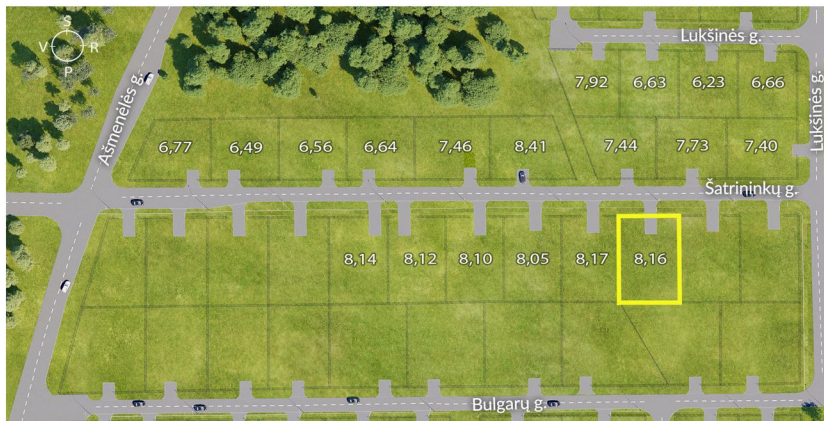 S
V R
P
Lukšinės g.
Ašmenėlės g.
Lukšinės g.
7,92 6,63 6,23 6,66
6,77 6,49 6,56 6,64 7,46 8,41 7,44 7,73 7,40
Šatrininkų g.
8,14 8,12 8,10 8,05 8,17 8,16
Bulgarų g.